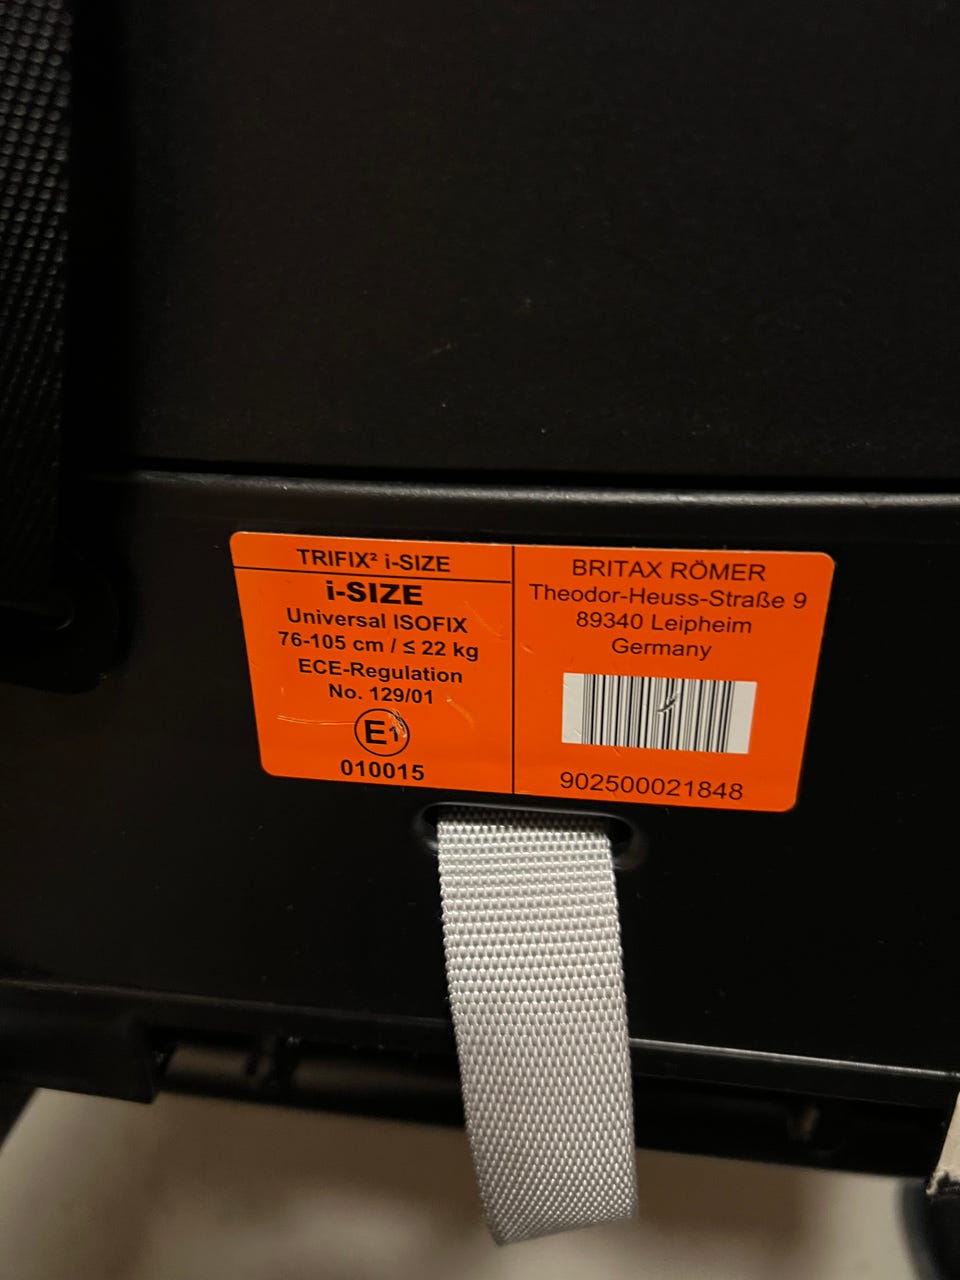 TRIFIX² i-SIZE
i-SIZE
Universal ISOFIX
76-105 cm / ≤ 22 kg
ECE-Regulation
No. 129/01
E1
010015
BRITAX RÖMER
Theodor-Heuss-Straße 9
89340 Leipheim
Germany
902500021848